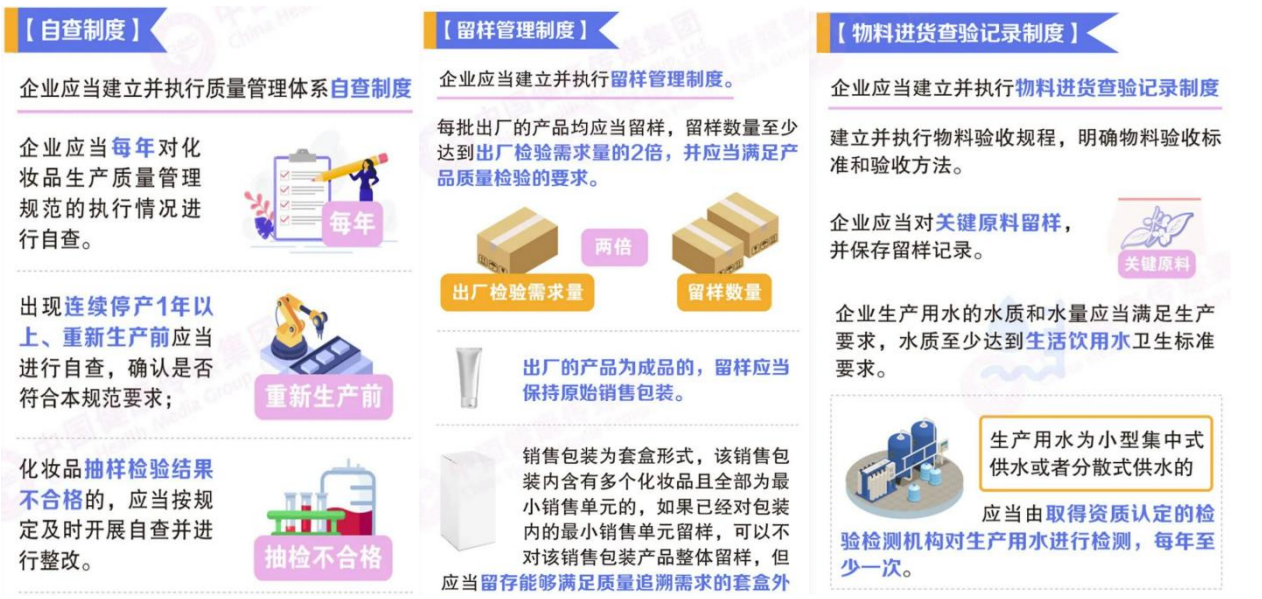 【自查制度】
企业应当建立并执行质量管理体系自查制度
企业应当每年对化
妆品生产质量管理
规范的执行情况进
行自查。
每年
出现连续停产1年以
上、重新生产前应当
进行自查，确认是否
符合本规范要求；
重新生产前
化妆品抽样检验结果
不合格的，应当按规
定及时开展自查并进
行整改。
抽检不合格
【留样管理制度】
企业应当建立并执行留样管理制度。
每批出厂的产品均应当留样，留样数量至少
达到出厂检验需求量的2倍，并应当满足产
品质量检验的要求。
两倍
出厂检验需求量
留样数量
出厂的产品为成品的，留样应当
保持原始销售包装。
销售包装为套盒形式，该销售包
装内含有多个化妆品且全部为最
小销售单元的，如果已经对包装
内的最小销售单元留样，可以不
对该销售包装产品整体留样，但
应当留存能够满足质量追溯需求的套盒外
【物料进货查验记录制度】
企业应当建立并执行物料进货查验记录制度
建立并执行物料验收规程，明确物料验收标
准和验收方法。
企业应当对关键原料留样，
并保存留样记录。
关键原料
企业生产用水的水质和水量应当满足生产
要求，水质至少达到生活饮用水卫生标准
要求。
生产用水为小型集中式
供水或者分散式供水的
应当由取得资质认定的检
验检测机构对生产用水进行检测，每年至
少一次。